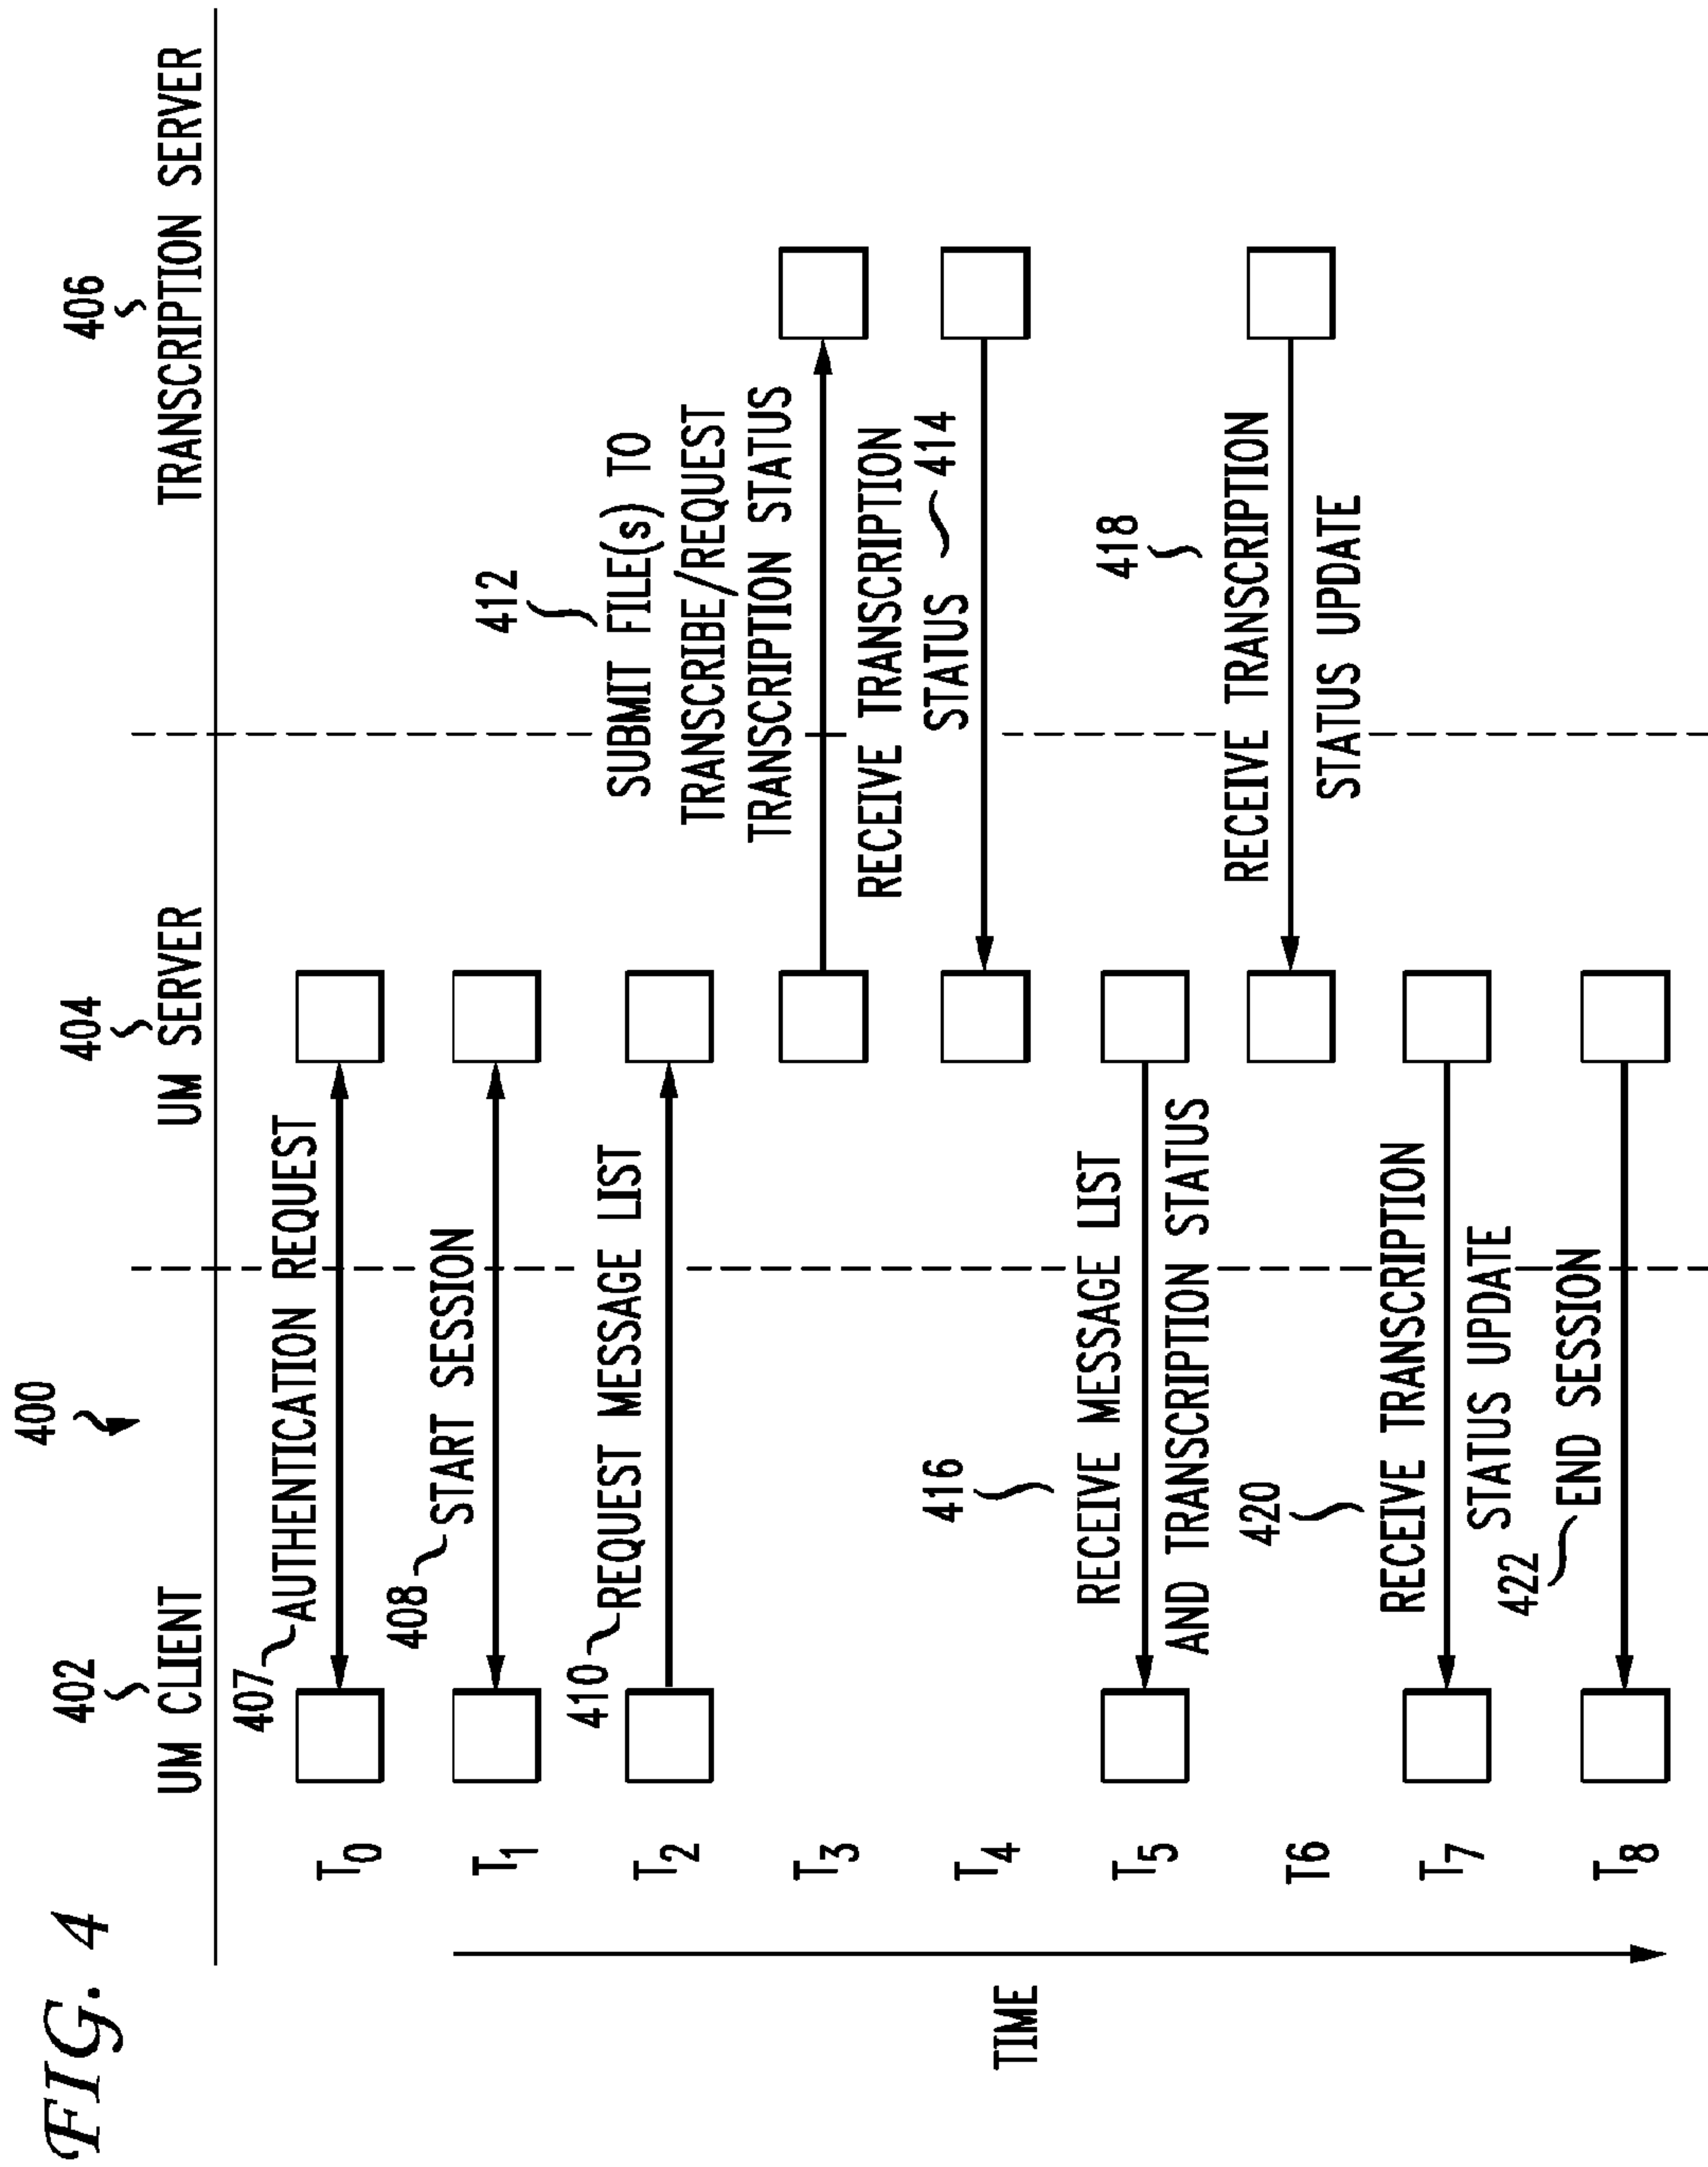 FIG. 4
400
402
UM CLIENT
404
UM SERVER
406
TRANSCRIPTION SERVER
TIME
T0
407
AUTHENTICATION REQUEST
T1
408
START SESSION
T2
410
REQUEST MESSAGE LIST
T3
412
SUBMIT FILE(s) TO
TRANSCRIBE/REQUEST
TRANSCRIPTION STATUS
T4
RECEIVE TRANSCRIPTION
STATUS 414
T5
416
RECEIVE MESSAGE LIST
AND TRANSCRIPTION STATUS
T6
418
RECEIVE TRANSCRIPTION
STATUS UPDATE
T7
420
RECEIVE TRANSCRIPTION
STATUS UPDATE
T8
422
END SESSION